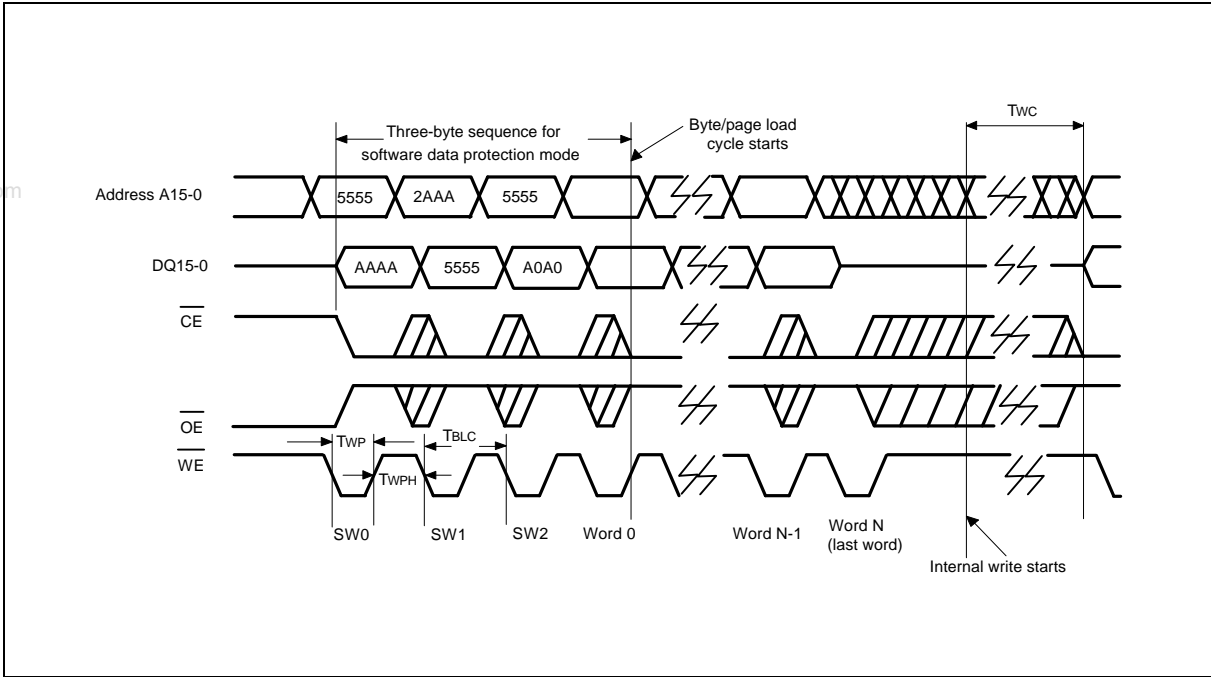 Three-byte sequence for
software data protection mode
Byte/page load
cycle starts
TWC
om
Address A15-0
5555
2AAA
5555
DQ15-0
AAAA
5555
A0A0
CE
OE
TWP
TBLC
WE
TWPH
SW0
SW1
SW2
Word 0
Word N-1
Word N
(last word)
Internal write starts